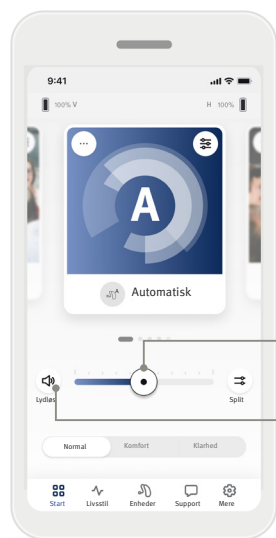 9:41
100% V
H 100%
A
A
Automatisk
Lydløs
Split
Normal
Komfort
Klarhed
Start
Livsstil
Enheder
Support
Mere